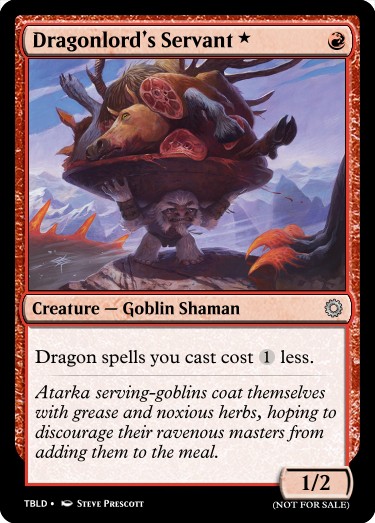 Dragonlord's Servant ★
Creature — Goblin Shaman
Dragon spells you cast cost 1 less.
Atarka serving-goblins coat themselves
with grease and noxious herbs, hoping to
discourage their ravenous masters from
adding them to the meal.
1/2
TBLD • Steve Prescott
(NOT FOR SALE)